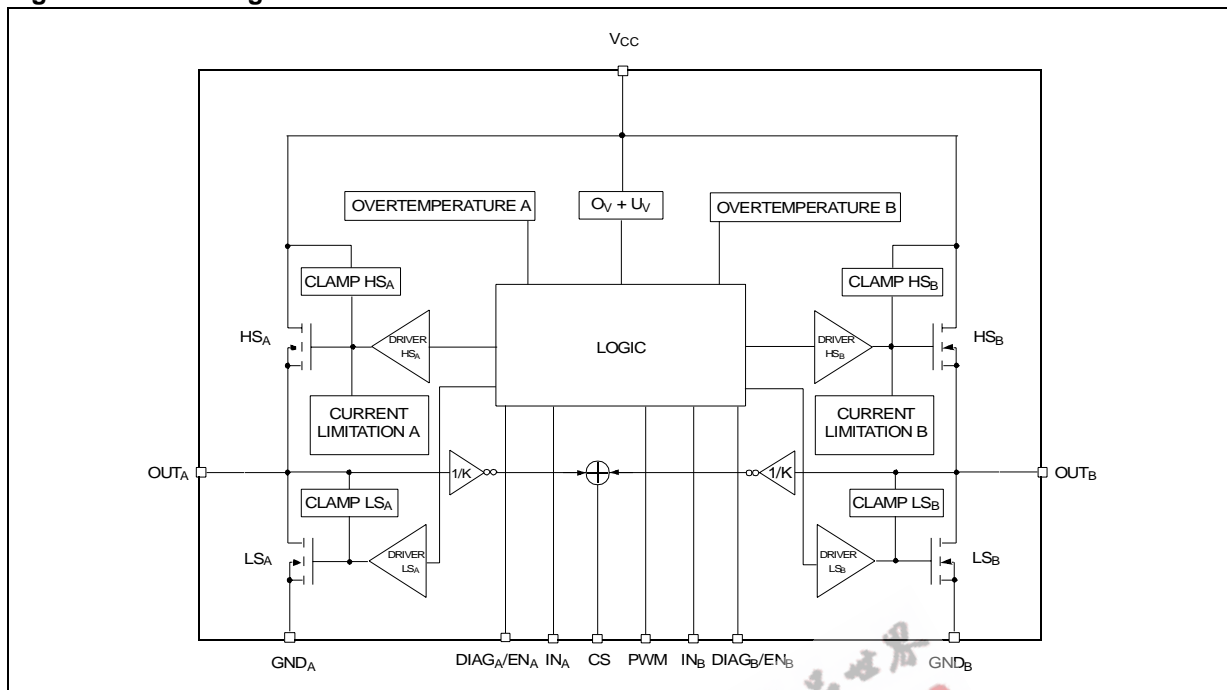 VCC
OVERTEMPERATURE A
OV + UV
OVERTEMPERATURE B
CLAMP HSA
CLAMP HSB
HSA
DRIVER
HSA
LOGIC
DRIVER
HSB
HSB
CURRENT
LIMITATION A
CURRENT
LIMITATION B
OUTA
1/K
1/K
OUTB
CLAMP LSA
CLAMP LSB
LSA
DRIVER
LSA
DRIVER
LSB
LSB
GNDA
DIAGA/ENA
INA
CS
PWM
INB
DIAGB/ENB
GNDB
世界